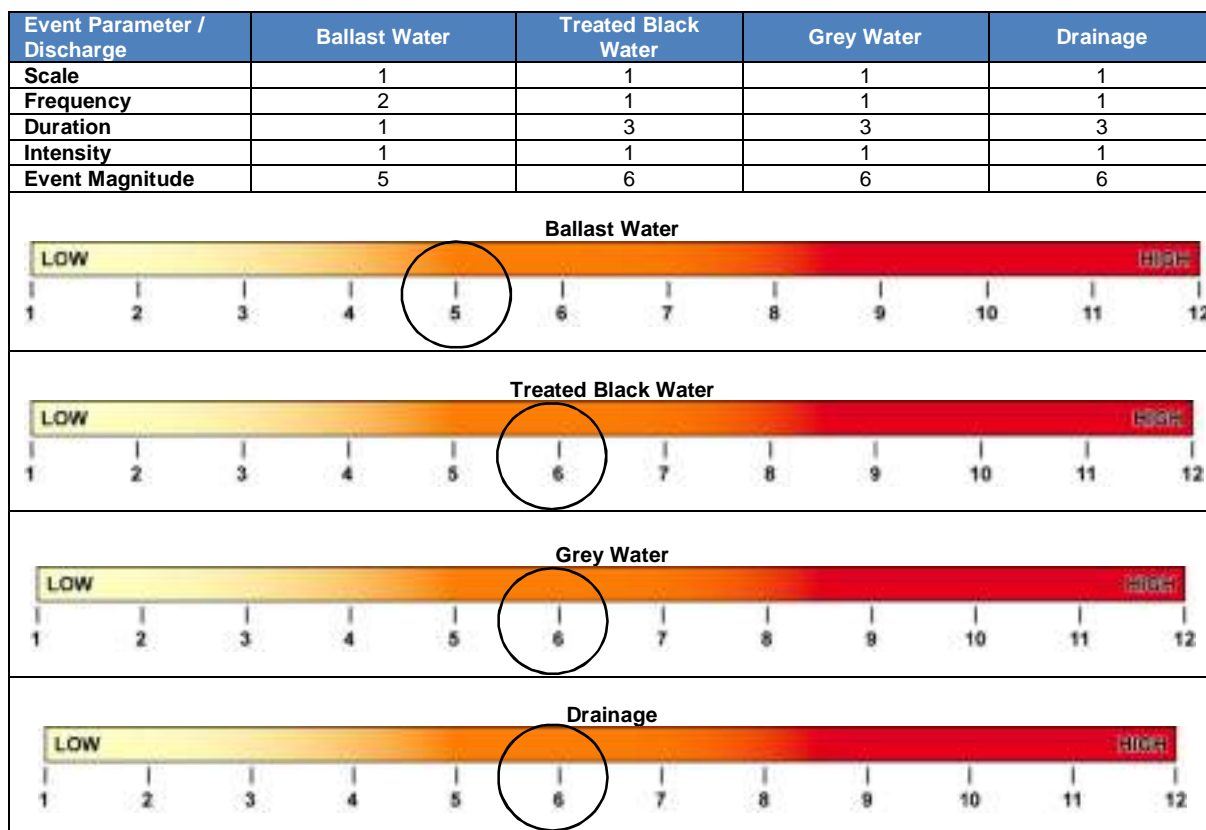 Event Parameter / Discharge Ballast Water Treated Black Water Grey Water Drainage
Scale 1 1 1 1
Frequency 2 1 1 1
Duration 1 3 3 3
Intensity 1 1 1 1
Event Magnitude 5 6 6 6
Ballast Water
LOW HIGH
1 2 3 4 5 6 7 8 9 10 11 12
Treated Black Water
LOW HIGH
1 2 3 4 5 6 7 8 9 10 11 12
Grey Water
LOW HIGH
1 2 3 4 5 6 7 8 9 10 11 12
Drainage
LOW HIGH
1 2 3 4 5 6 7 8 9 10 11 12